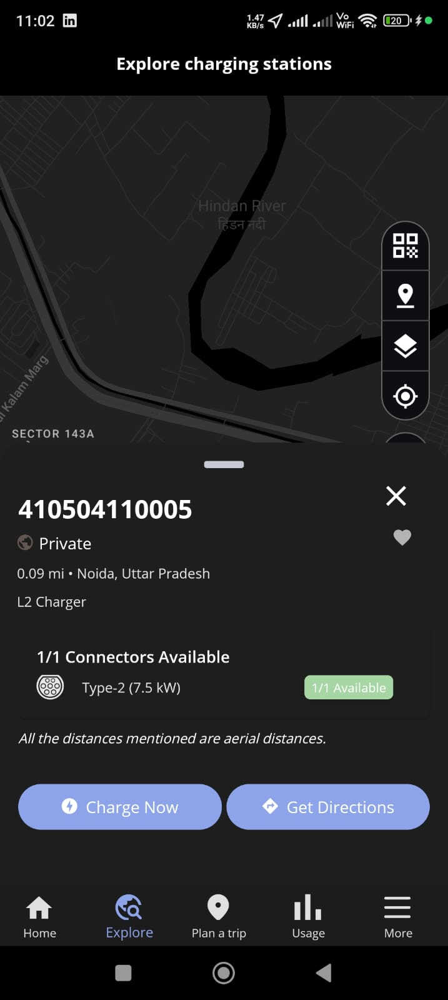 11:02 in 1.47 KB/s Vo WiFi 20
Explore charging stations
Hindan River
हिंडन नदी
Kalam Marg
SECTOR 143A
410504110005
Private
0.09 mi • Noida, Uttar Pradesh
L2 Charger
1/1 Connectors Available
Type-2 (7.5 kW) 1/1 Available
All the distances mentioned are aerial distances.
Charge Now Get Directions
Home Explore Plan a trip Usage More